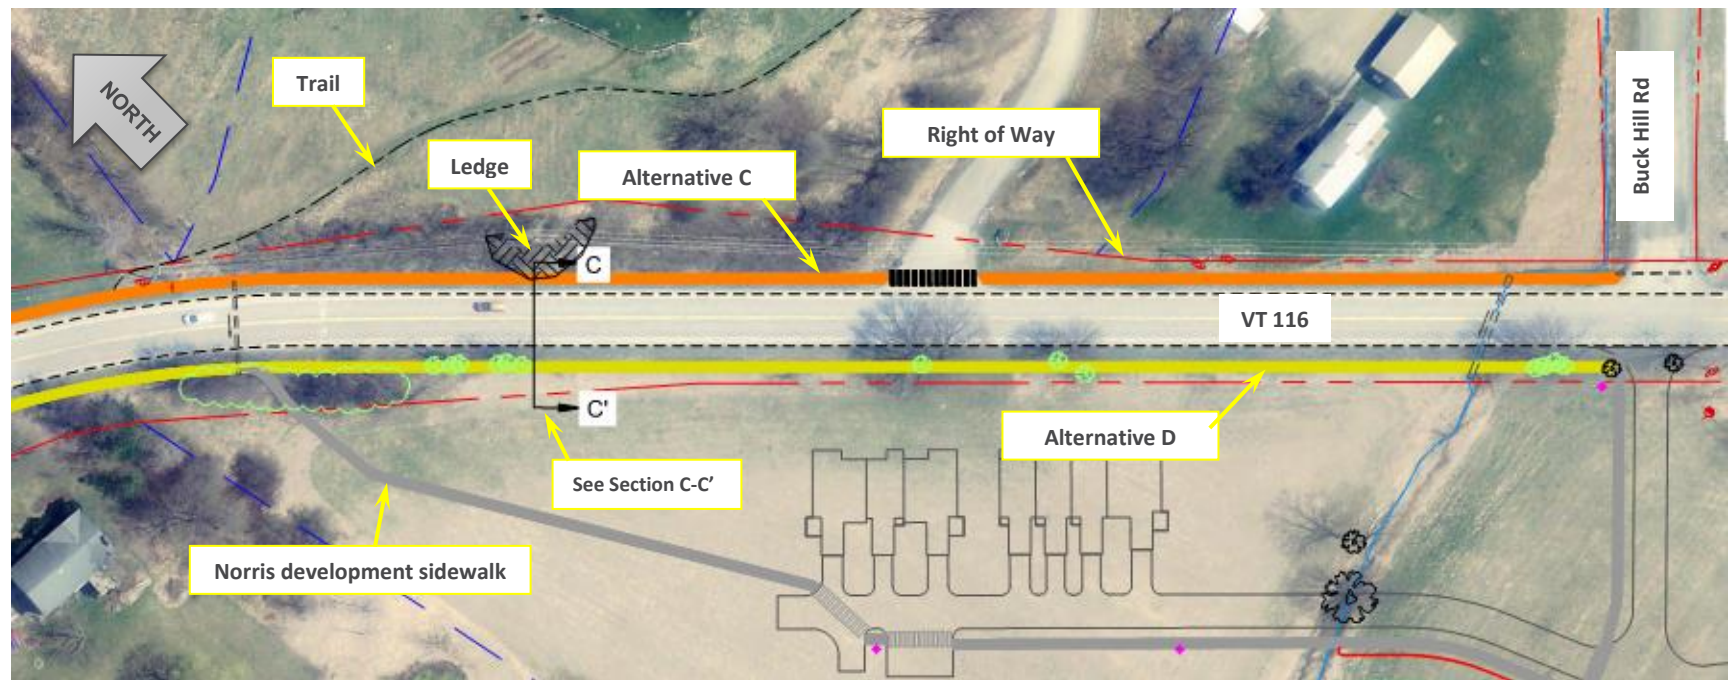 NORTH
Trail
Ledge
Alternative C
Right of Way
Buck Hill Rd
C
VT 116
C'
Alternative D
See Section C-C’
Norris development sidewalk